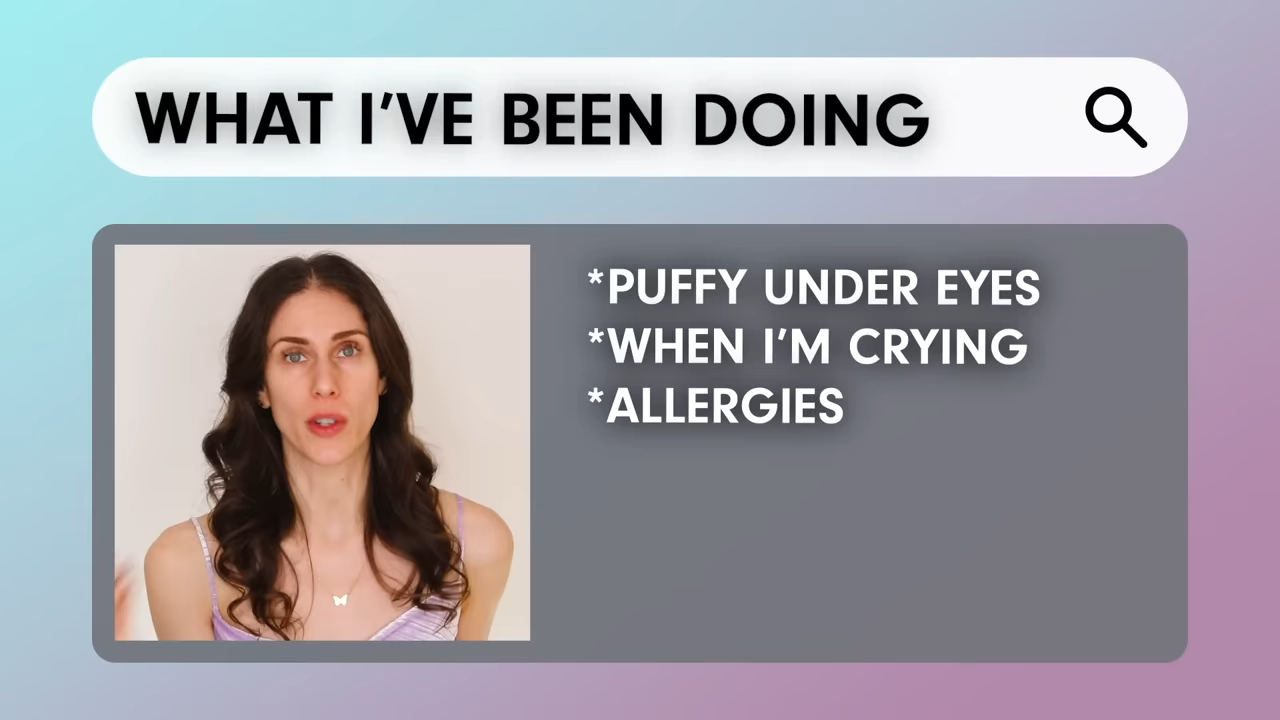 WHAT I'VE BEEN DOING
*PUFFY UNDER EYES
*WHEN I'M CRYING
*ALLERGIES